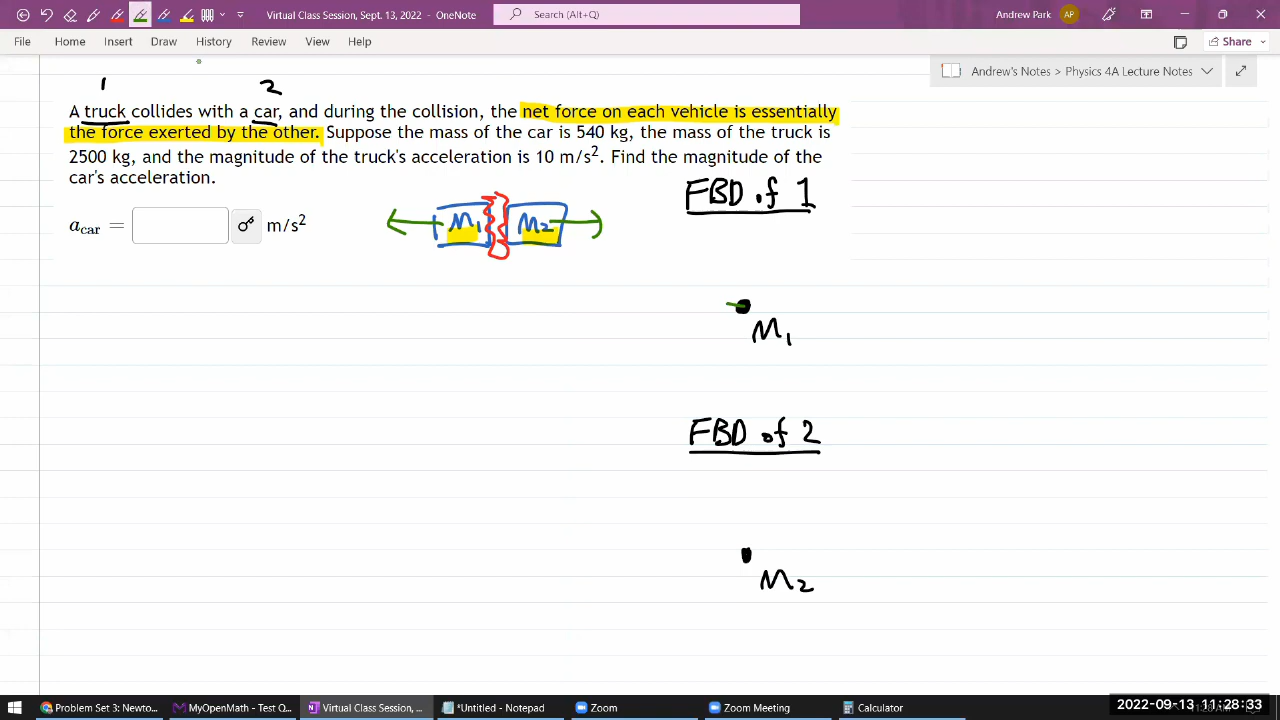 Virtual Class Session, Sept. 13, 2022 - OneNote
Search (Alt+Q)
Andrew Park
AP
File
Home
Insert
Draw
History
Review
View
Help
Share
Andrew's Notes > Physics 4A Lecture Notes
1
2
A truck collides with a car, and during the collision, the net force on each vehicle is essentially
the force exerted by the other. Suppose the mass of the car is 540 kg, the mass of the truck is
2500 kg, and the magnitude of the truck's acceleration is 10 m/s². Find the magnitude of the
car's acceleration.
a_car =
m/s²
M₁
M₂
FBD of 1
M₁
FBD of 2
M₂
Problem Set 3: Newto...
MyOpenMath - Test Q...
Virtual Class Session, ...
*Untitled - Notepad
Zoom
Zoom Meeting
Calculator
2022-09-13 11:28:33